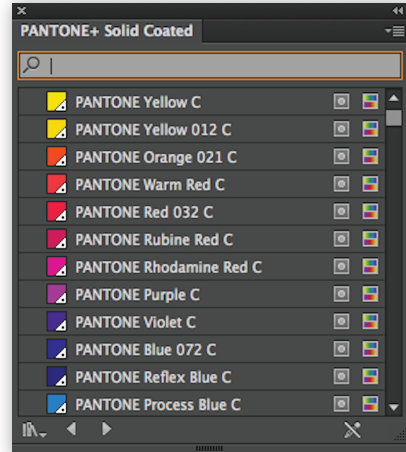 PANTONE+ Solid Coated
PANTONE Yellow C
PANTONE Yellow 012 C
PANTONE Orange 021 C
PANTONE Warm Red C
PANTONE Red 032 C
PANTONE Rubine Red C
PANTONE Rhodamine Red C
PANTONE Purple C
PANTONE Violet C
PANTONE Blue 072 C
PANTONE Reflex Blue C
PANTONE Process Blue C